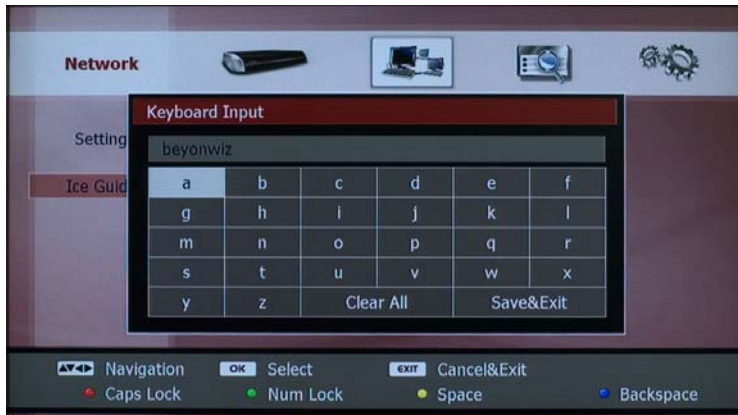 Network
Keyboard Input
Setting
beyonwiz
Ice Guid
a b c d e f
g h i j k l
m n o p q r
s t u v w x
y z Clear All Save&Exit
Navigation OK Select EXIT Cancel&Exit
Caps Lock Num Lock Space Backspace